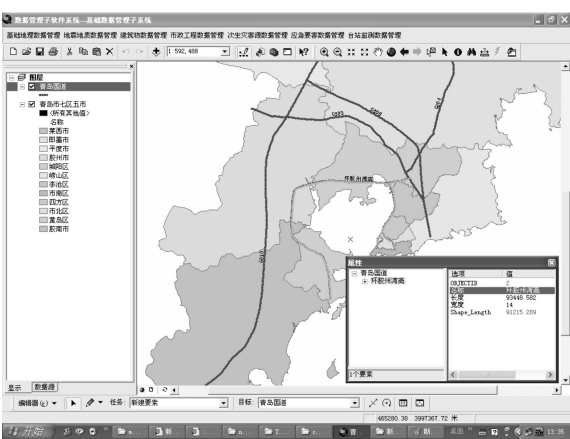 数据管理子软件系统—基础数据管理子系统
基础地理数据管理 地震地质数据管理 建筑物数据管理 市政工程数据管理 次生灾害源数据管理 应急要害数据管理 台站监测数据管理
1:592,488
图层
青岛国道
青岛市七区五市
<所有其他值>
名称
莱西市
即墨市
平度市
胶州市
城阳区
崂山区
李沧区
市南区
四方区
市北区
黄岛区
胶南市
环胶州湾高
属性
青岛国道
环胶州湾高
选项 值
OBJECTID 2
名称 环胶州湾高
长度 93448.582
宽度 14
Shape_Length 91215.289
1个要素
显示 数据源
编辑器(E) 任务: 新建要素 目标: 青岛国道
465280.38 3997367.72 米
开始
13:35